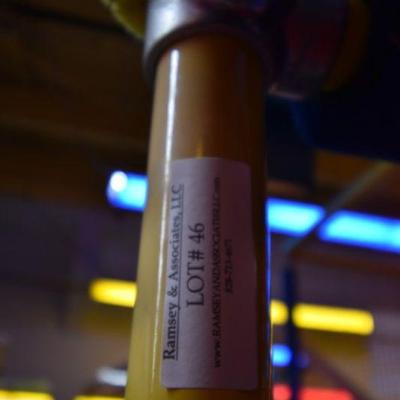 Ramsey & Associates, LLC
LOT# 46
www.RAMSEYANDASSOCIATESLLC.com